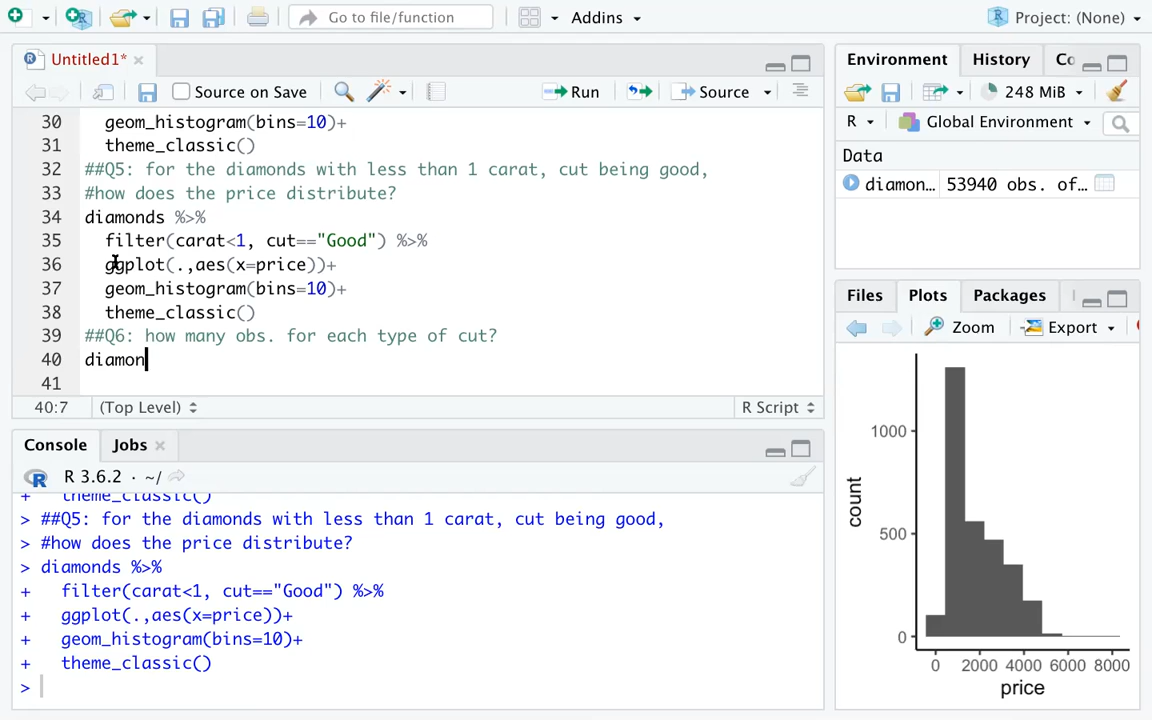 Go to file/function
Addins
Project: (None)
Untitled1*
Source on Save
Run
Source
30 geom_histogram(bins=10)+
31 theme_classic()
32 ##Q5: for the diamonds with less than 1 carat, cut being good,
33 #how does the price distribute?
34 diamonds %>%
35 filter(carat<1, cut=="Good") %>%
36 ggplot(.,aes(x=price))+
37 geom_histogram(bins=10)+
38 theme_classic()
39 ##Q6: how many obs. for each type of cut?
40 diamon
41
40:7 (Top Level) R Script
Console Jobs
R 3.6.2 · ~/
+ theme_classic()
> ##Q5: for the diamonds with less than 1 carat, cut being good,
> #how does the price distribute?
> diamonds %>%
+ filter(carat<1, cut=="Good") %>%
+ ggplot(.,aes(x=price))+
+ geom_histogram(bins=10)+
+ theme_classic()
>
Environment History Co
248 MiB
R Global Environment
Data
diamon… 53940 obs. of…
Files Plots Packages
Zoom Export
1000
500
0
count
0 2000 4000 6000 8000
price